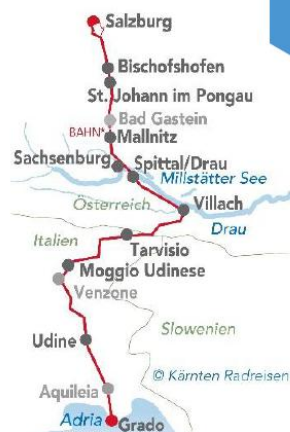 Salzburg
Bischofshofen
St. Johann im Pongau
Bad Gastein
BAHN*
Mallnitz
Sachsenburg
Spittal/Drau
Millstätter See
Österreich
Villach
Drau
Italien
Tarvisio
Moggio Udinese
Venzone
Slowenien
Udine
© Kärnten Radreisen
Aquileia
Adria
Grado